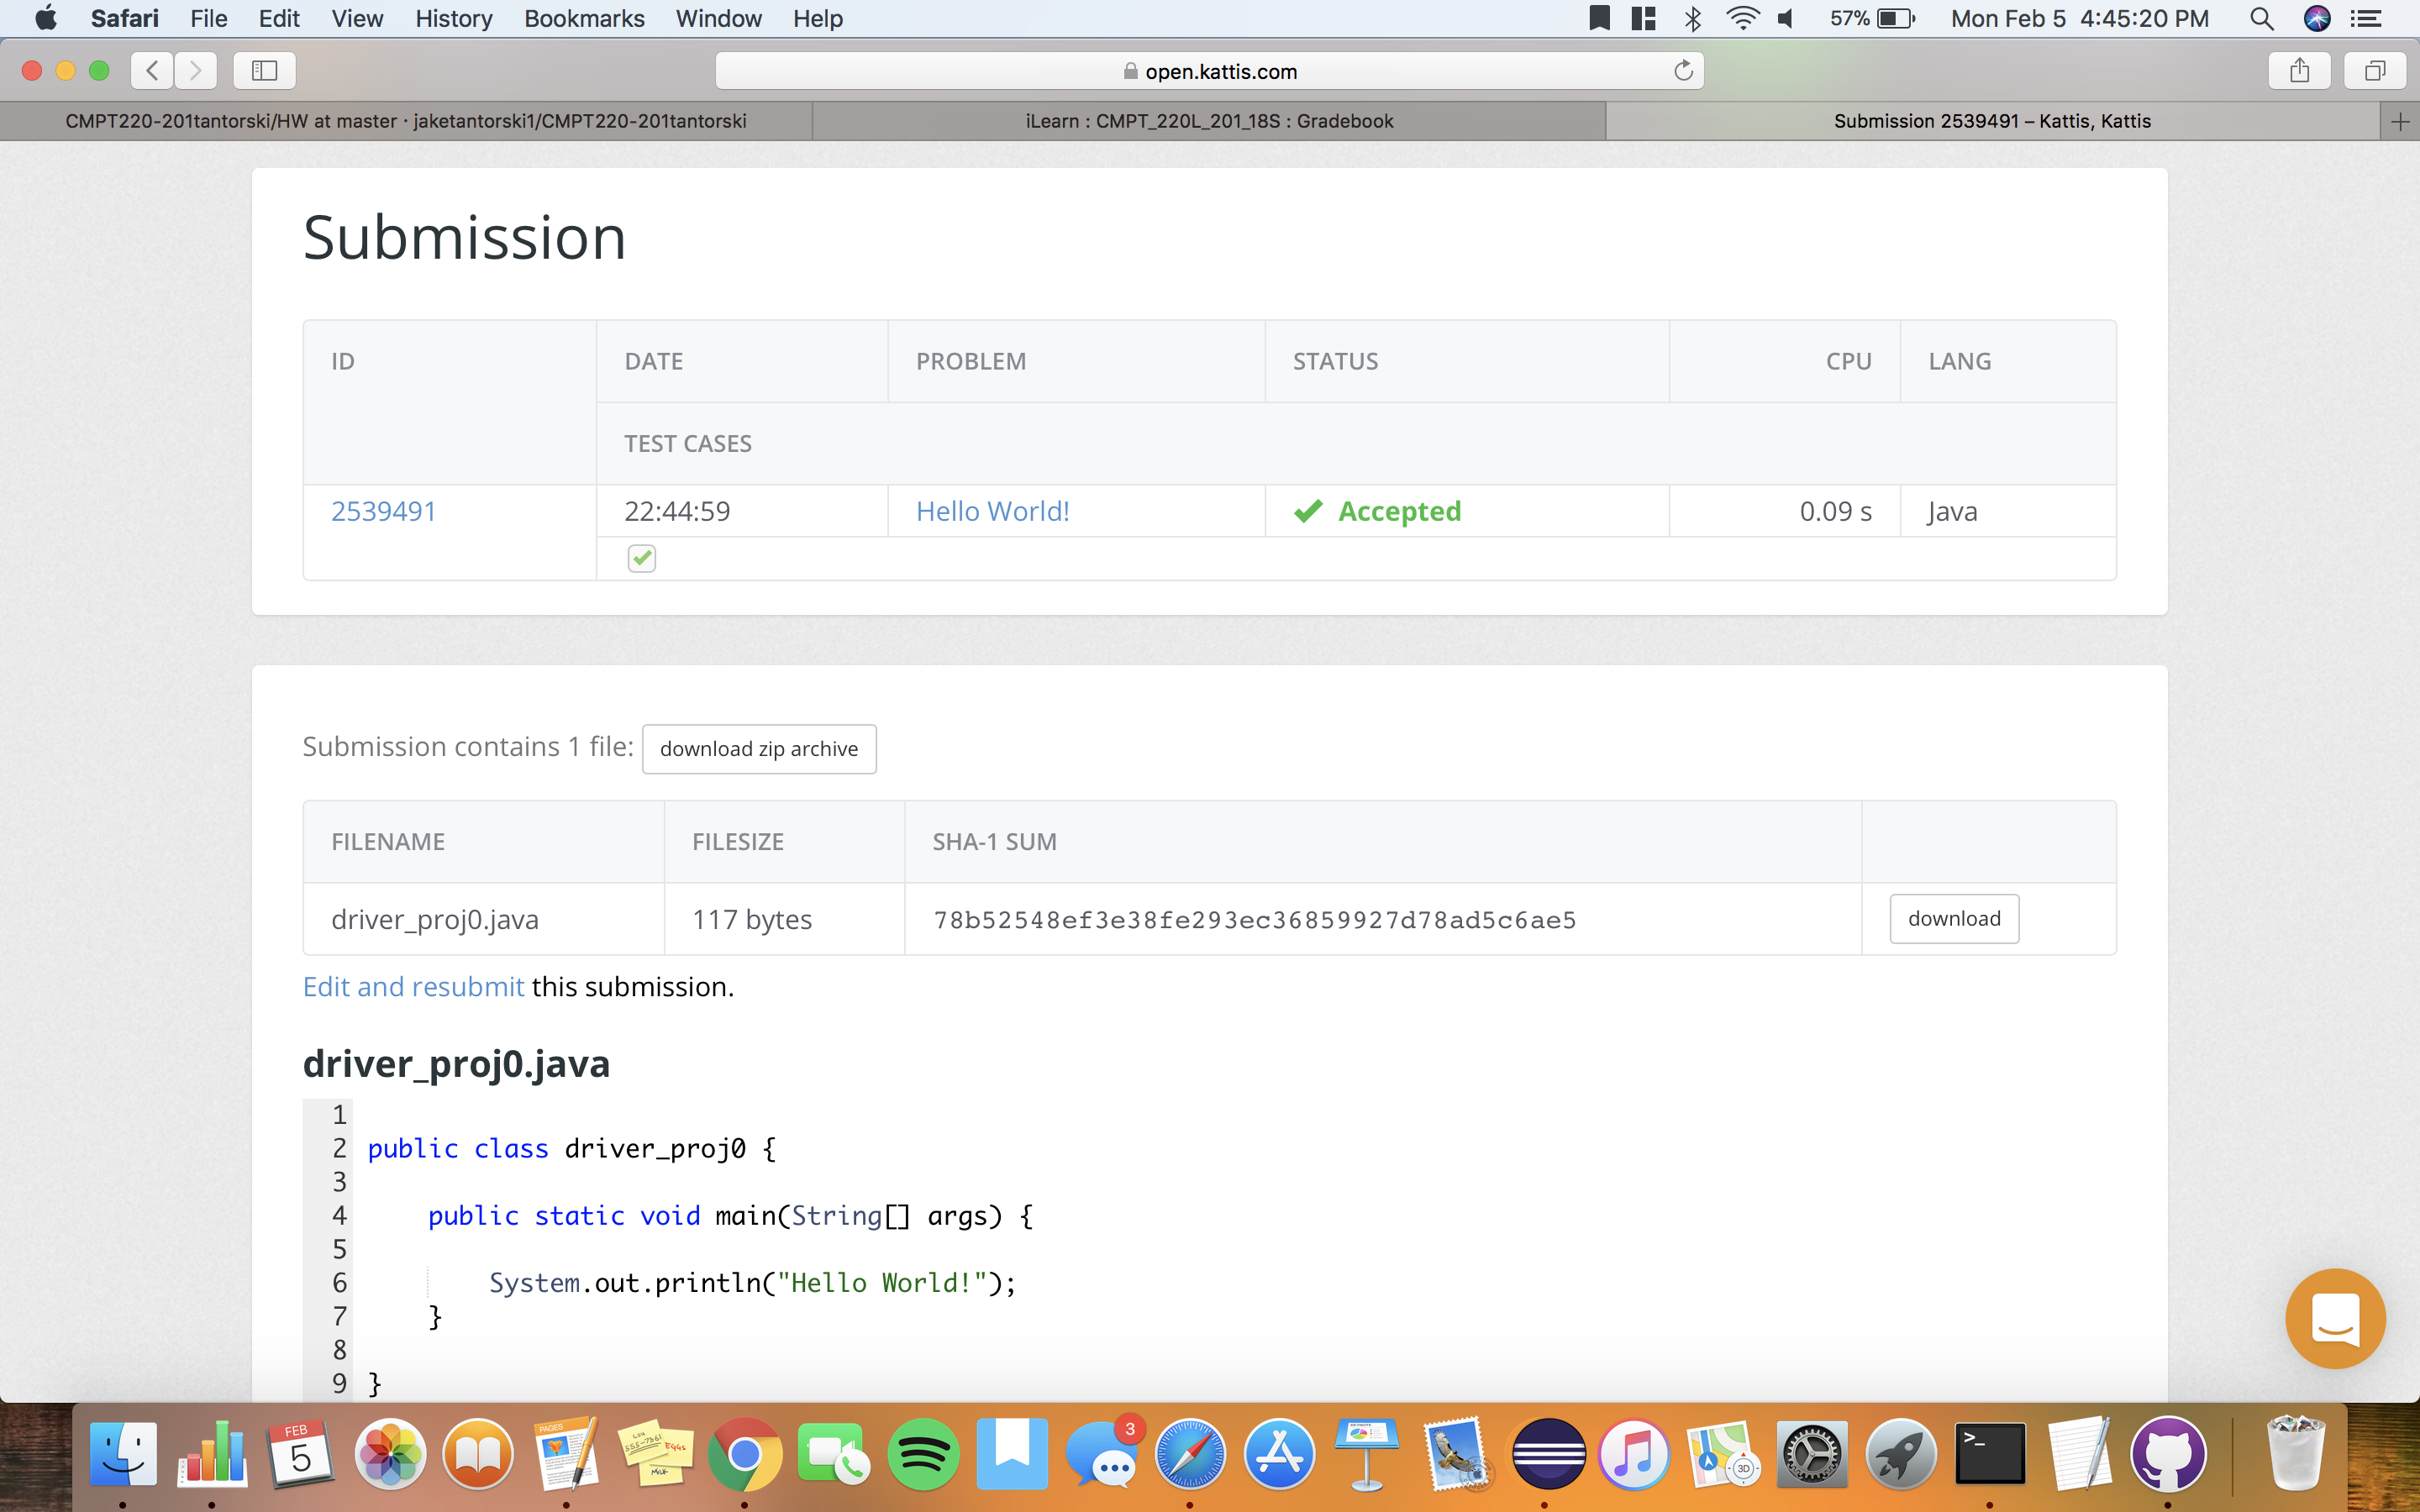 Safari File Edit View History Bookmarks Window Help 57% Mon Feb 5 4:45:20 PM
open.kattis.com
CMPT220-201tantorski/HW at master · jaketantorski1/CMPT220-201tantorski iLearn : CMPT_220L_201_18S : Gradebook Submission 2539491 – Kattis, Kattis
Submission
ID DATE PROBLEM STATUS CPU LANG
TEST CASES
2539491 22:44:59 Hello World! Accepted 0.09 s Java
Submission contains 1 file: download zip archive
FILENAME FILESIZE SHA-1 SUM
driver_proj0.java 117 bytes 78b52548ef3e38fe293ec36859927d78ad5c6ae5 download
Edit and resubmit this submission.
driver_proj0.java
1
2 public class driver_proj0 {
3
4 public static void main(String[] args) {
5
6 System.out.println("Hello World!");
7 }
8
9 }
FEB
5
PAGES
EGGS
MILK
3
3D
>_